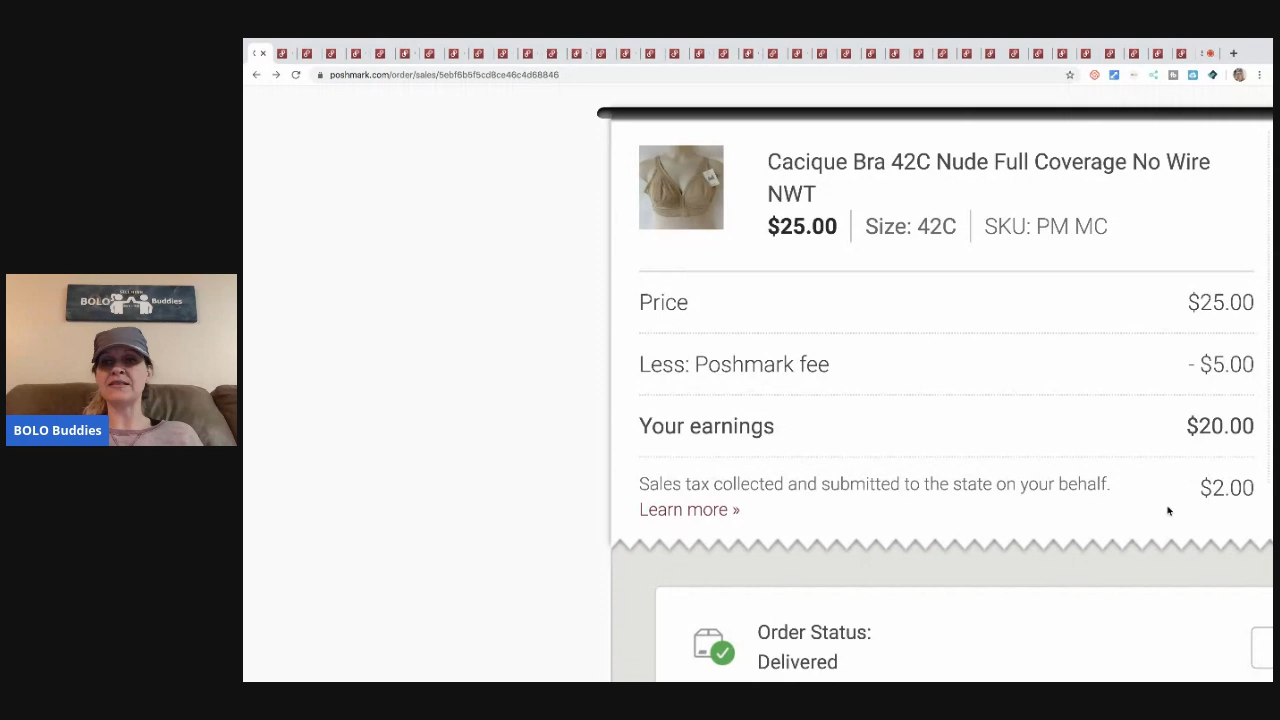 poshmark.com/order/sales/5ebf6b5f5cd8ce46c4d68846
Cacique Bra 42C Nude Full Coverage No Wire
NWT
$25.00 Size: 42C SKU: PM MC
Price $25.00
Less: Poshmark fee - $5.00
Your earnings $20.00
Sales tax collected and submitted to the state on your behalf. $2.00
Learn more »
Order Status:
Delivered
BOLO Buddies
BOLO Buddies